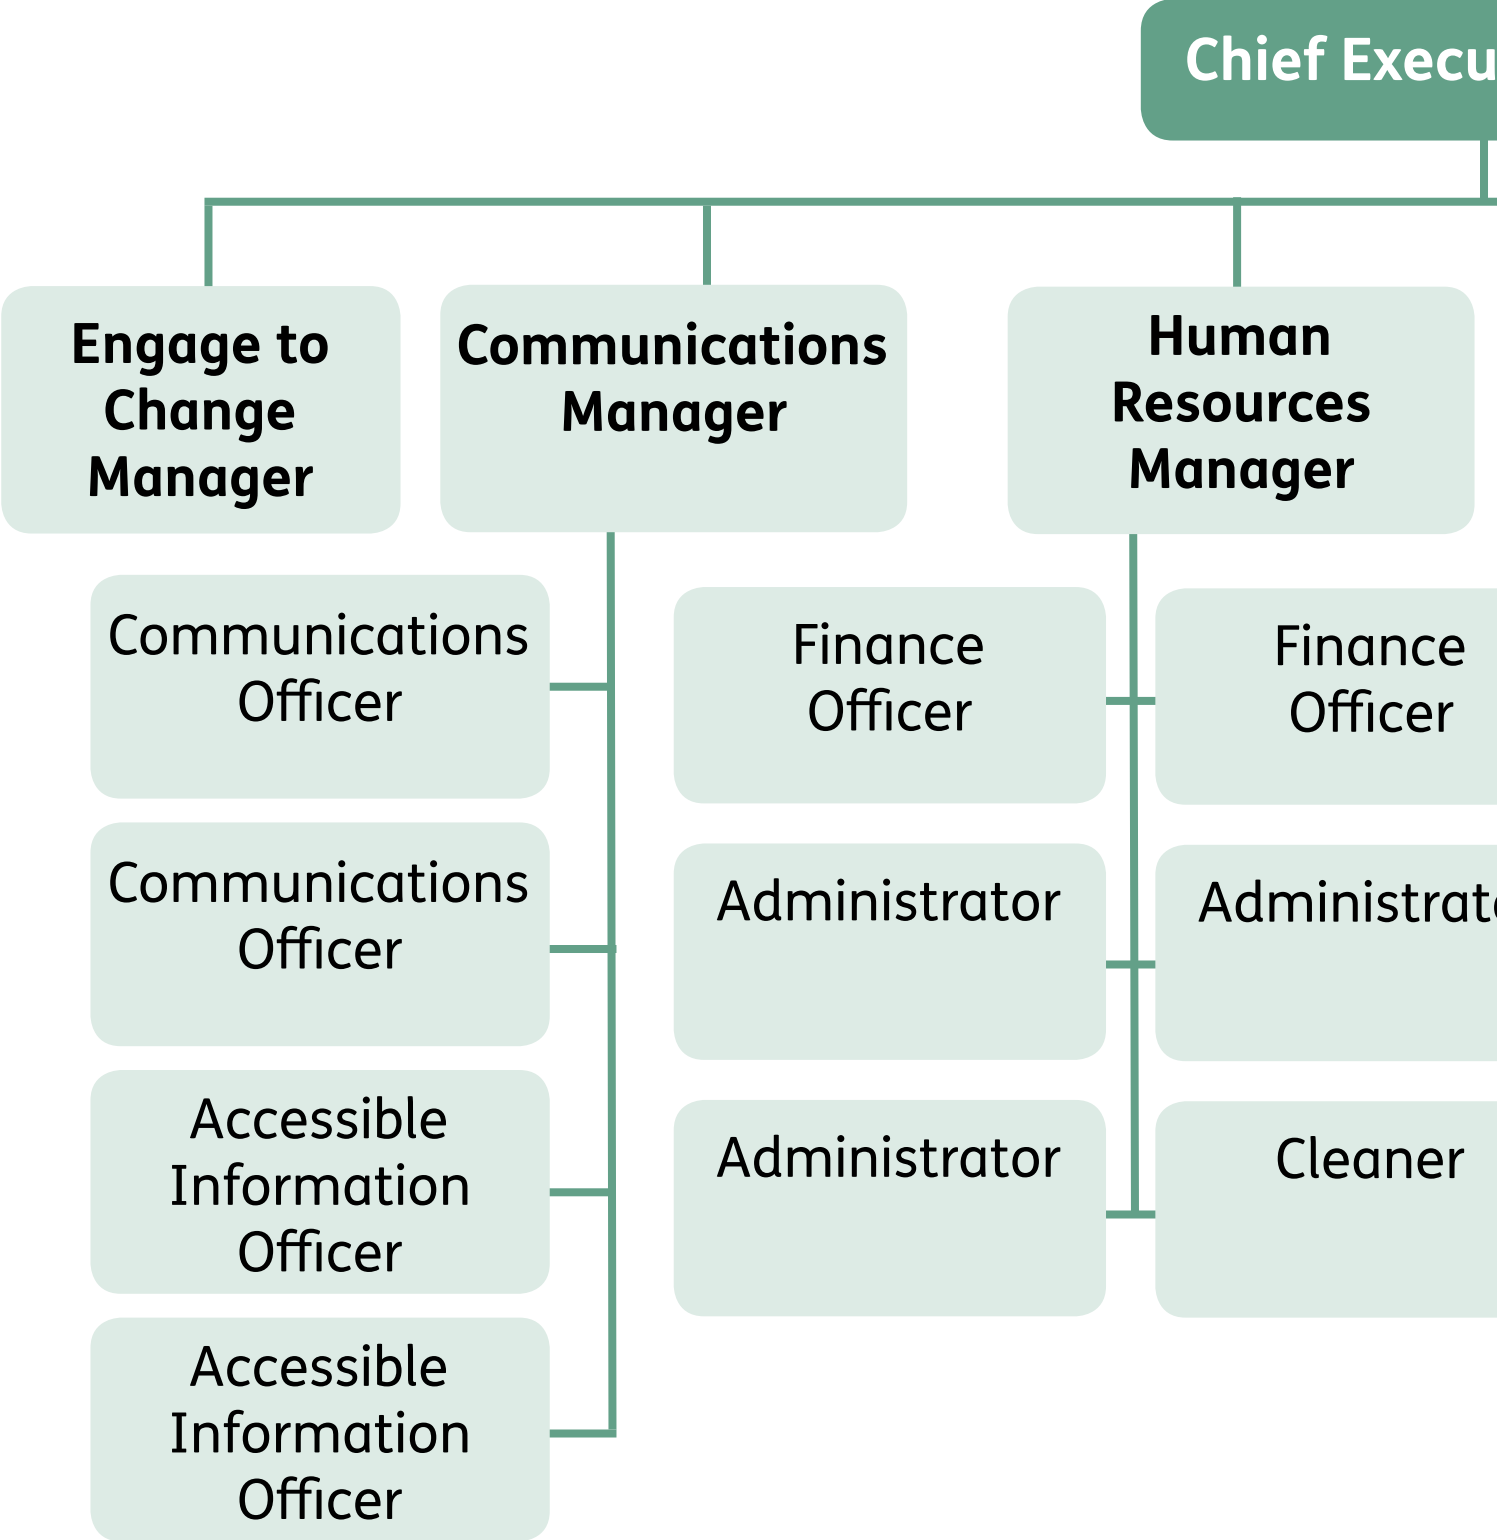 Chief Execu
Engage to
Change
Manager
Communications
Manager
Human
Resources
Manager
Communications
Officer
Communications
Officer
Accessible
Information
Officer
Accessible
Information
Officer
Finance
Officer
Finance
Officer
Administrator
Administrato
Administrator
Cleaner